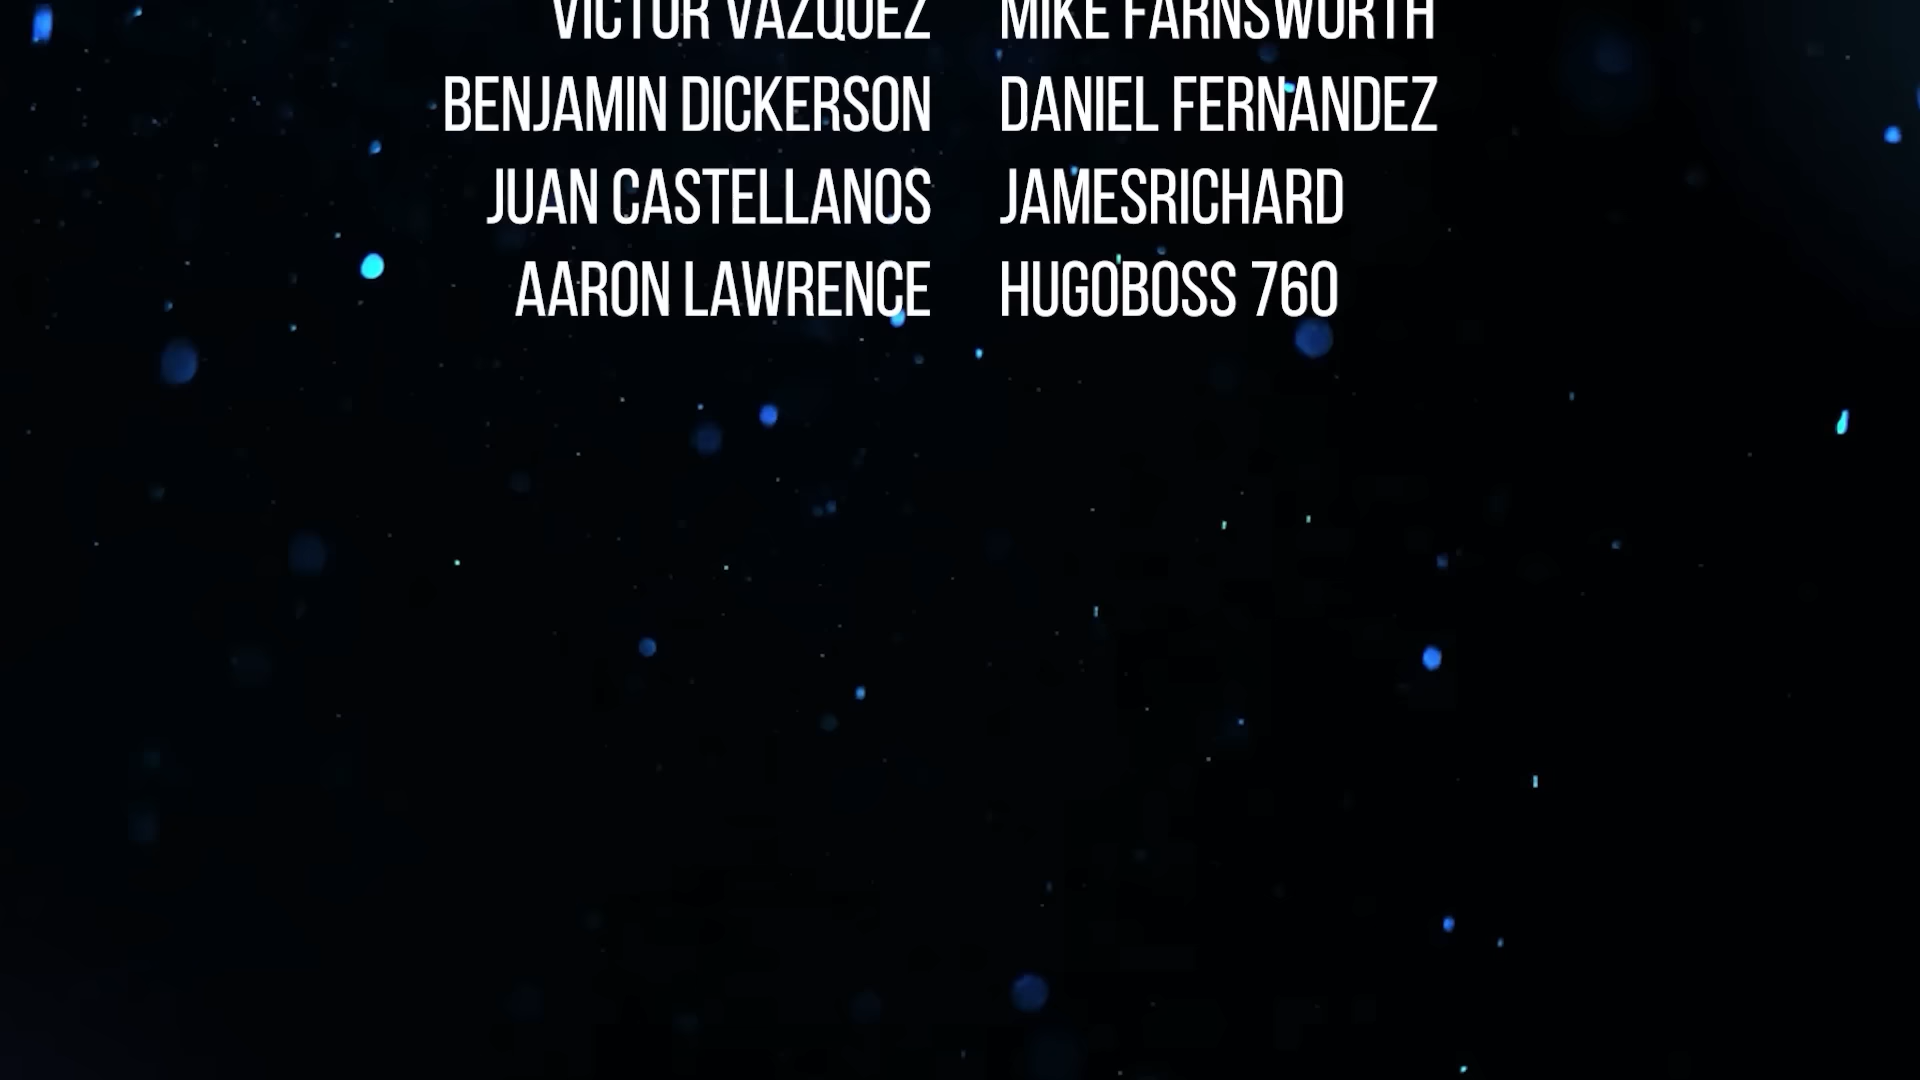 VICTOR VAZQUEZ MIKE FARNSWORTH
BENJAMIN DICKERSON DANIEL FERNANDEZ
JUAN CASTELLANOS JAMESRICHARD
AARON LAWRENCE HUGOBOSS 760